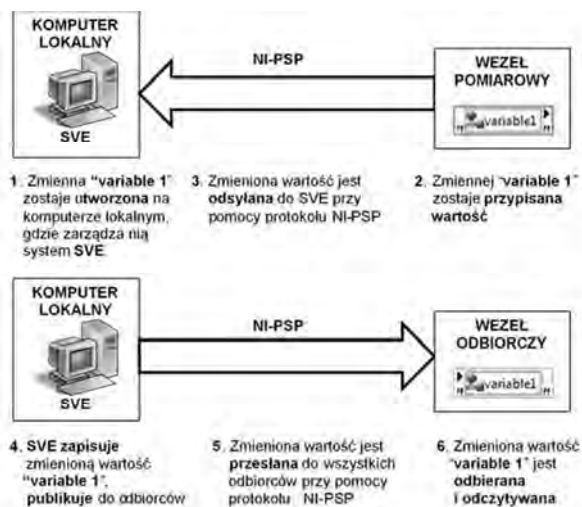 KOMPUTER
LOKALNY
SVE
NI-PSP
WEZEŁ
POMIAROWY
variable1
1. Zmienna "variable 1"
zostaje utworzona na
komputerze lokalnym,
gdzie zarządza nią
system SVE
3. Zmieniona wartość jest
odsyłana do SVE przy
pomocy protokołu NI-PSP
2. Zmiennej "variable 1"
zostaje przypisana
wartość
KOMPUTER
LOKALNY
SVE
NI-PSP
WEZEŁ
ODBIORCZY
variable1
4. SVE zapisuje
zmienioną wartość
"variable 1",
publikuje do odbiorców
5. Zmieniona wartość jest
przesłana do wszystkich
odbiorców przy pomocy
protokołu NI-PSP
6. Zmieniona wartość
"variable 1" jest
odbierana
i odczytywana